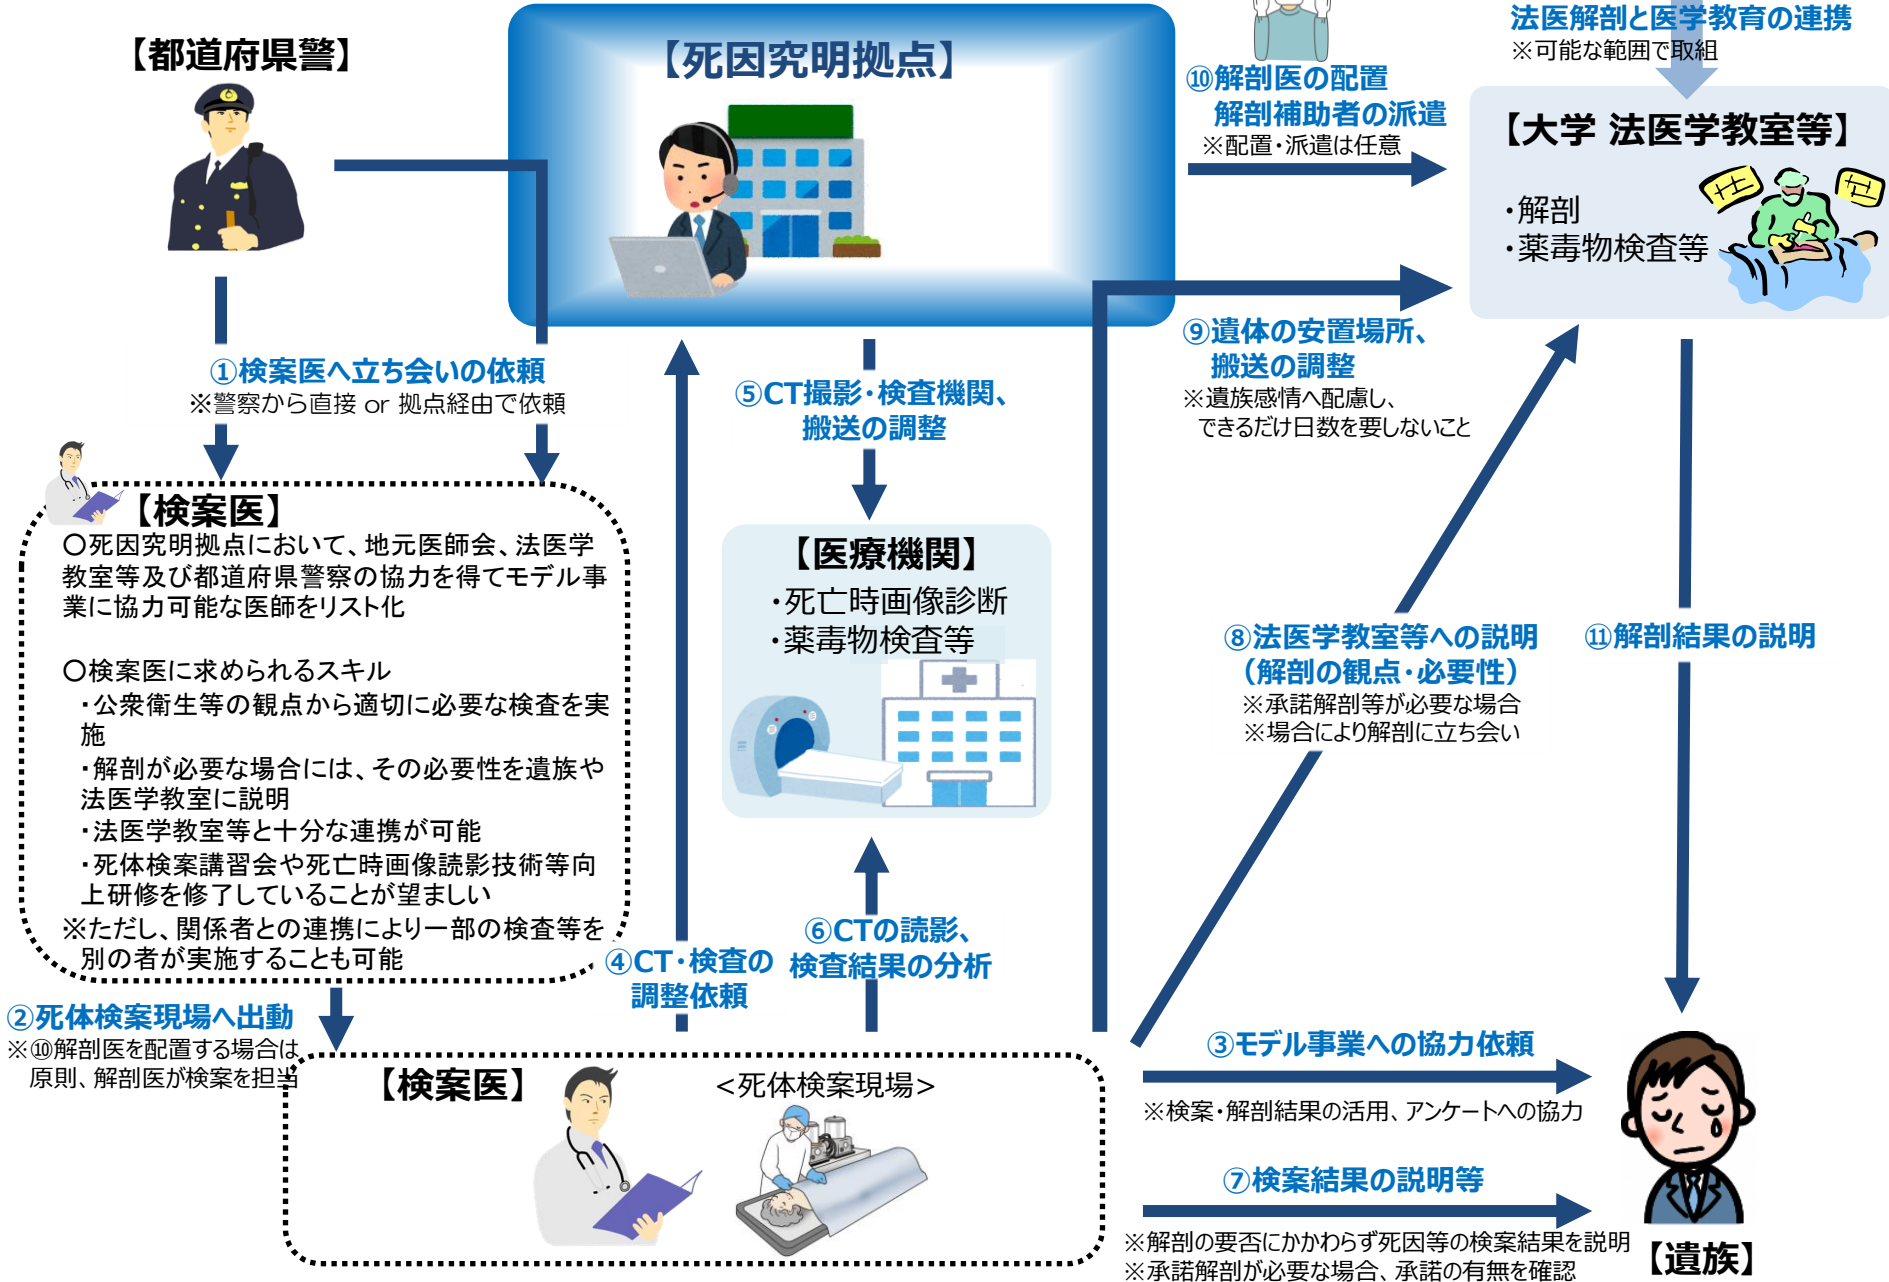 法医解剖と医学教育の連携
※可能な範囲で取組
【都道府県警】
【死因究明拠点】
⑩解剖医の配置
解剖補助者の派遣
※配置・派遣は任意
【大学 法医学教室等】
・解剖
・薬毒物検査等
①検案医へ立ち会いの依頼
※警察から直接 or 拠点経由で依頼
⑤CT撮影・検査機関、
搬送の調整
⑨遺体の安置場所、
搬送の調整
※遺族感情へ配慮し、
できるだけ日数を要しないこと
【検案医】
〇死因究明拠点において、地元医師会、法医学
教室等及び都道府県警察の協力を得てモデル事
業に協力可能な医師をリスト化
〇検案医に求められるスキル
・公衆衛生等の観点から適切に必要な検査を実
施
・解剖が必要な場合には、その必要性を遺族や
法医学教室に説明
・法医学教室等と十分な連携が可能
・死体検案講習会や死亡時画像読影技術等向
上研修を修了していることが望ましい
※ただし、関係者との連携により一部の検査等を
別の者が実施することも可能
【医療機関】
・死亡時画像診断
・薬毒物検査等
⑧法医学教室等への説明
（解剖の観点・必要性）
※承諾解剖等が必要な場合
※場合により解剖に立ち会い
⑪解剖結果の説明
④CT・検査の
調整依頼
⑥CTの読影、
検査結果の分析
②死体検案現場へ出動
※⑩解剖医を配置する場合は
原則、解剖医が検案を担当
【検案医】
<死体検案現場>
③モデル事業への協力依頼
※検案・解剖結果の活用、アンケートへの協力
⑦検案結果の説明等
※解剖の要否にかかわらず死因等の検案結果を説明
※承諾解剖が必要な場合、承諾の有無を確認
【遺族】